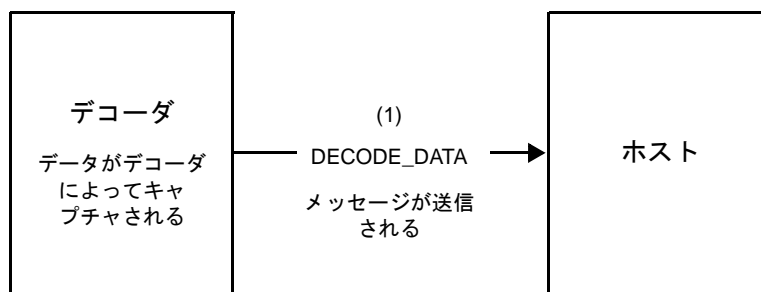 デコーダ
データがデコーダ
によってキャ
プチャされる
(1)
DECODE_DATA
メッセージが送信
される
ホスト